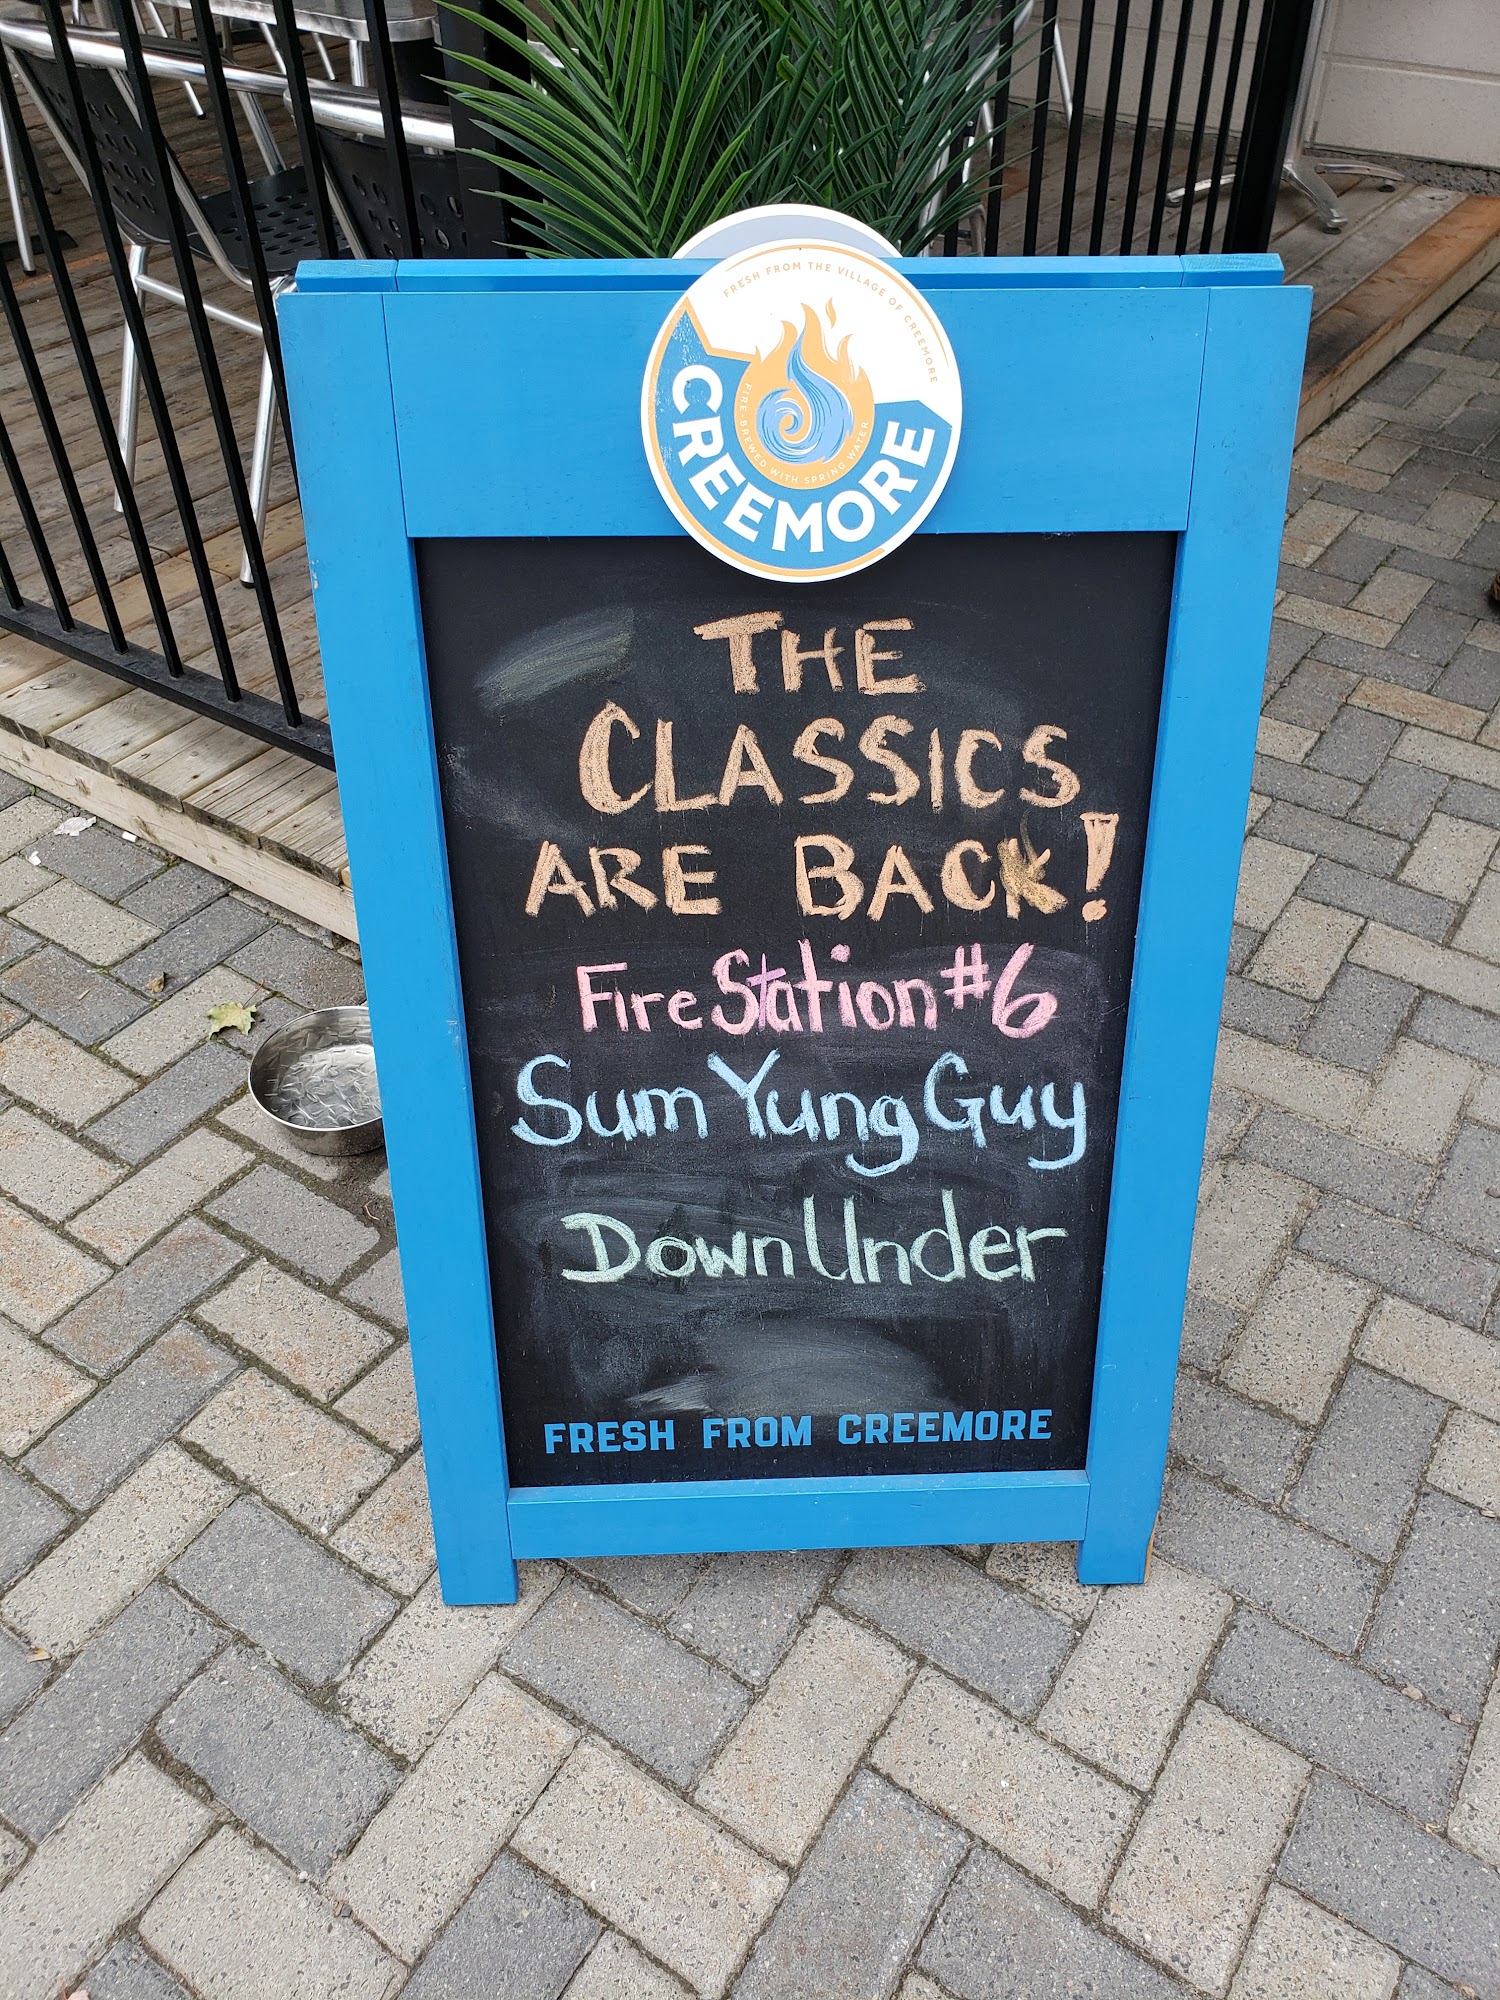 FRESH FROM THE VILLAGE OF CREEMORE
FIRE-BREWED WITH SPRING WATER
CREEMORE
THE
CLASSICS
ARE BACK!
Fire Station #6
Sum Yung Guy
Down Under
FRESH FROM CREEMORE